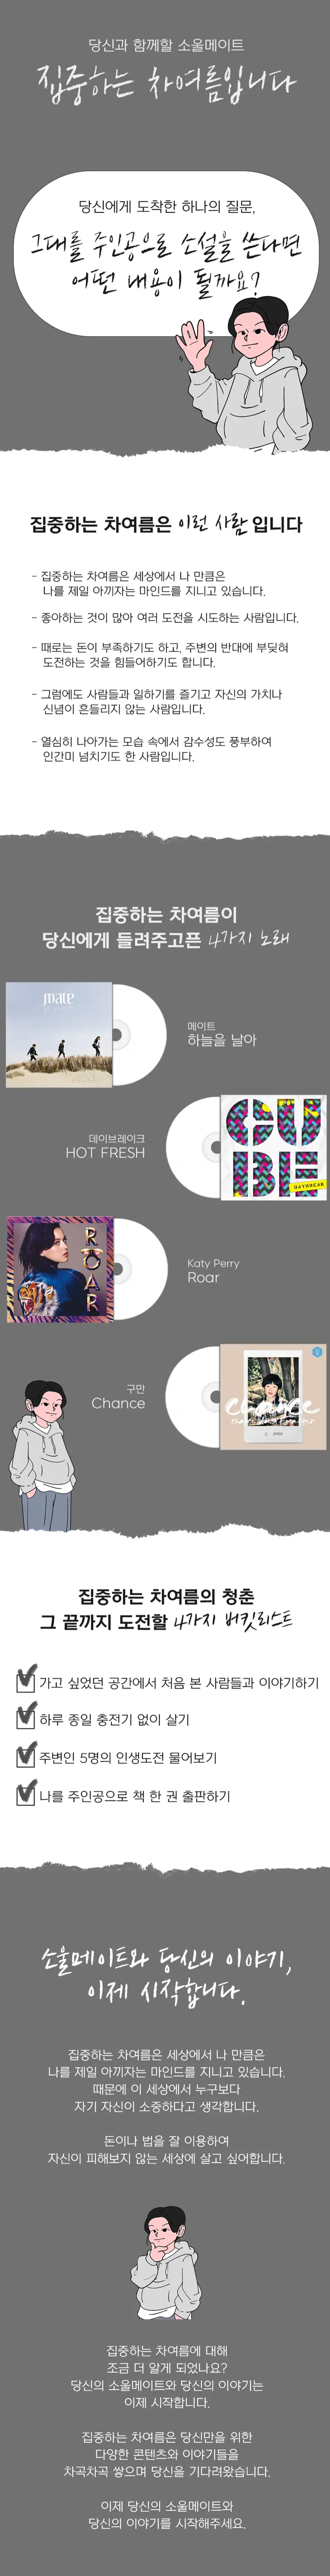 당신과 함께할 소울메이트
집중하는 차여름입니다
당신에게 도착한 하나의 질문,
그대를 주인공으로 소설을 쓴다면
어떤 내용이 될까요?
집중하는 차여름은 이런 사람 입니다
- 집중하는 차여름은 세상에서 나 만큼은
나를 제일 아끼자는 마인드를 지니고 있습니다.
- 좋아하는 것이 많아 여러 도전을 시도하는 사람입니다.
- 때로는 돈이 부족하기도 하고, 주변의 반대에 부딪혀
도전하는 것을 힘들어하기도 합니다.
- 그럼에도 사람들과 일하기를 즐기고 자신의 가치나
신념이 흔들리지 않는 사람입니다.
- 열심히 나아가는 모습 속에서 감수성도 풍부하여
인간미 넘치기도 한 사람입니다.
집중하는 차여름이
당신에게 들려주고픈 4가지 노래
mate
메이트
하늘을 날아
데이브레이크
HOT FRESH
CUBE
DAYBREAK
ROAR
Katy Perry
Roar
구만
Chance
chance
집중하는 차여름의 청춘
그 끝까지 도전할 4가지 버킷리스트
가고 싶었던 공간에서 처음 본 사람들과 이야기하기
하루 종일 충전기 없이 살기
주변인 5명의 인생도전 물어보기
나를 주인공으로 책 한 권 출판하기
소울메이트와 당신의 이야기,
이제 시작합니다.
집중하는 차여름은 세상에서 나 만큼은
나를 제일 아끼자는 마인드를 지니고 있습니다.
때문에 이 세상에서 누구보다
자기 자신이 소중하다고 생각합니다.
돈이나 법을 잘 이용하여
자신이 피해보지 않는 세상에 살고 싶어합니다.
집중하는 차여름에 대해
조금 더 알게 되었나요?
당신의 소울메이트와 당신의 이야기는
이제 시작합니다.
집중하는 차여름은 당신만을 위한
다양한 콘텐츠와 이야기들을
차곡차곡 쌓으며 당신을 기다려왔습니다.
이제 당신의 소울메이트와
당신의 이야기를 시작해주세요.